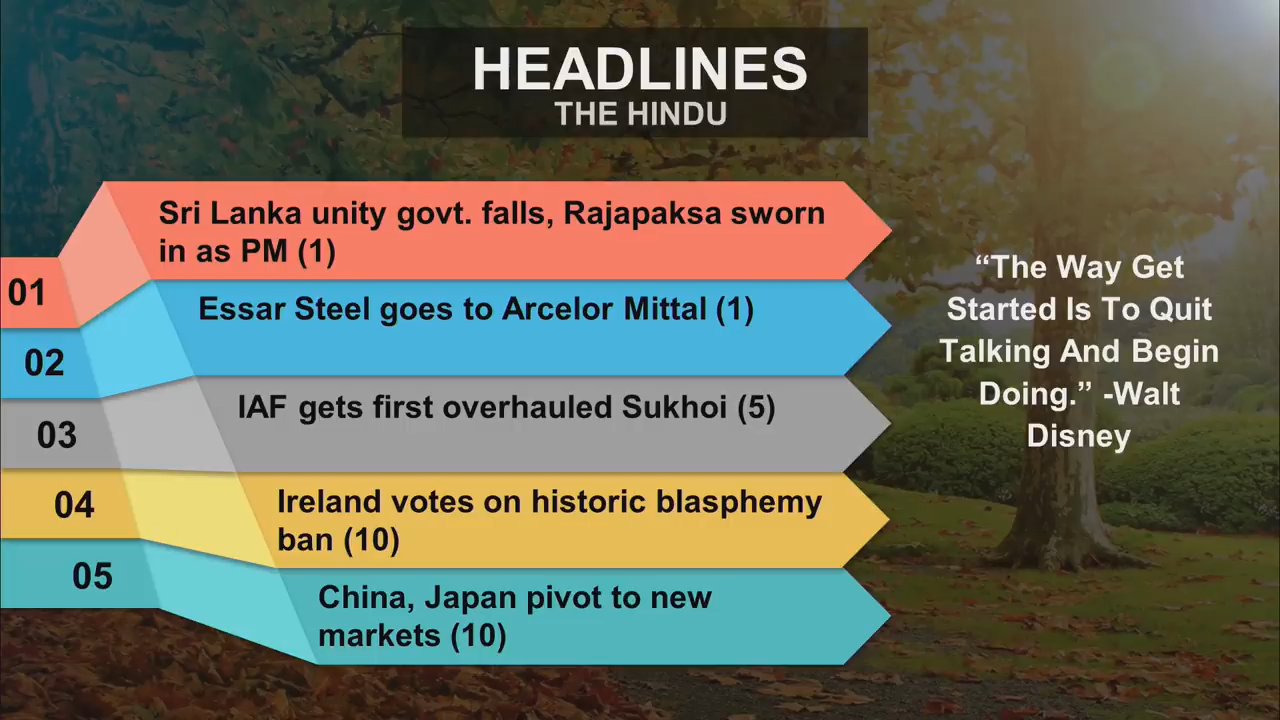 HEADLINES
THE HINDU
01
Sri Lanka unity govt. falls, Rajapaksa sworn
in as PM (1)
02
Essar Steel goes to Arcelor Mittal (1)
03
IAF gets first overhauled Sukhoi (5)
04
Ireland votes on historic blasphemy
ban (10)
05
China, Japan pivot to new
markets (10)
“The Way Get
Started Is To Quit
Talking And Begin
Doing.” -Walt
Disney